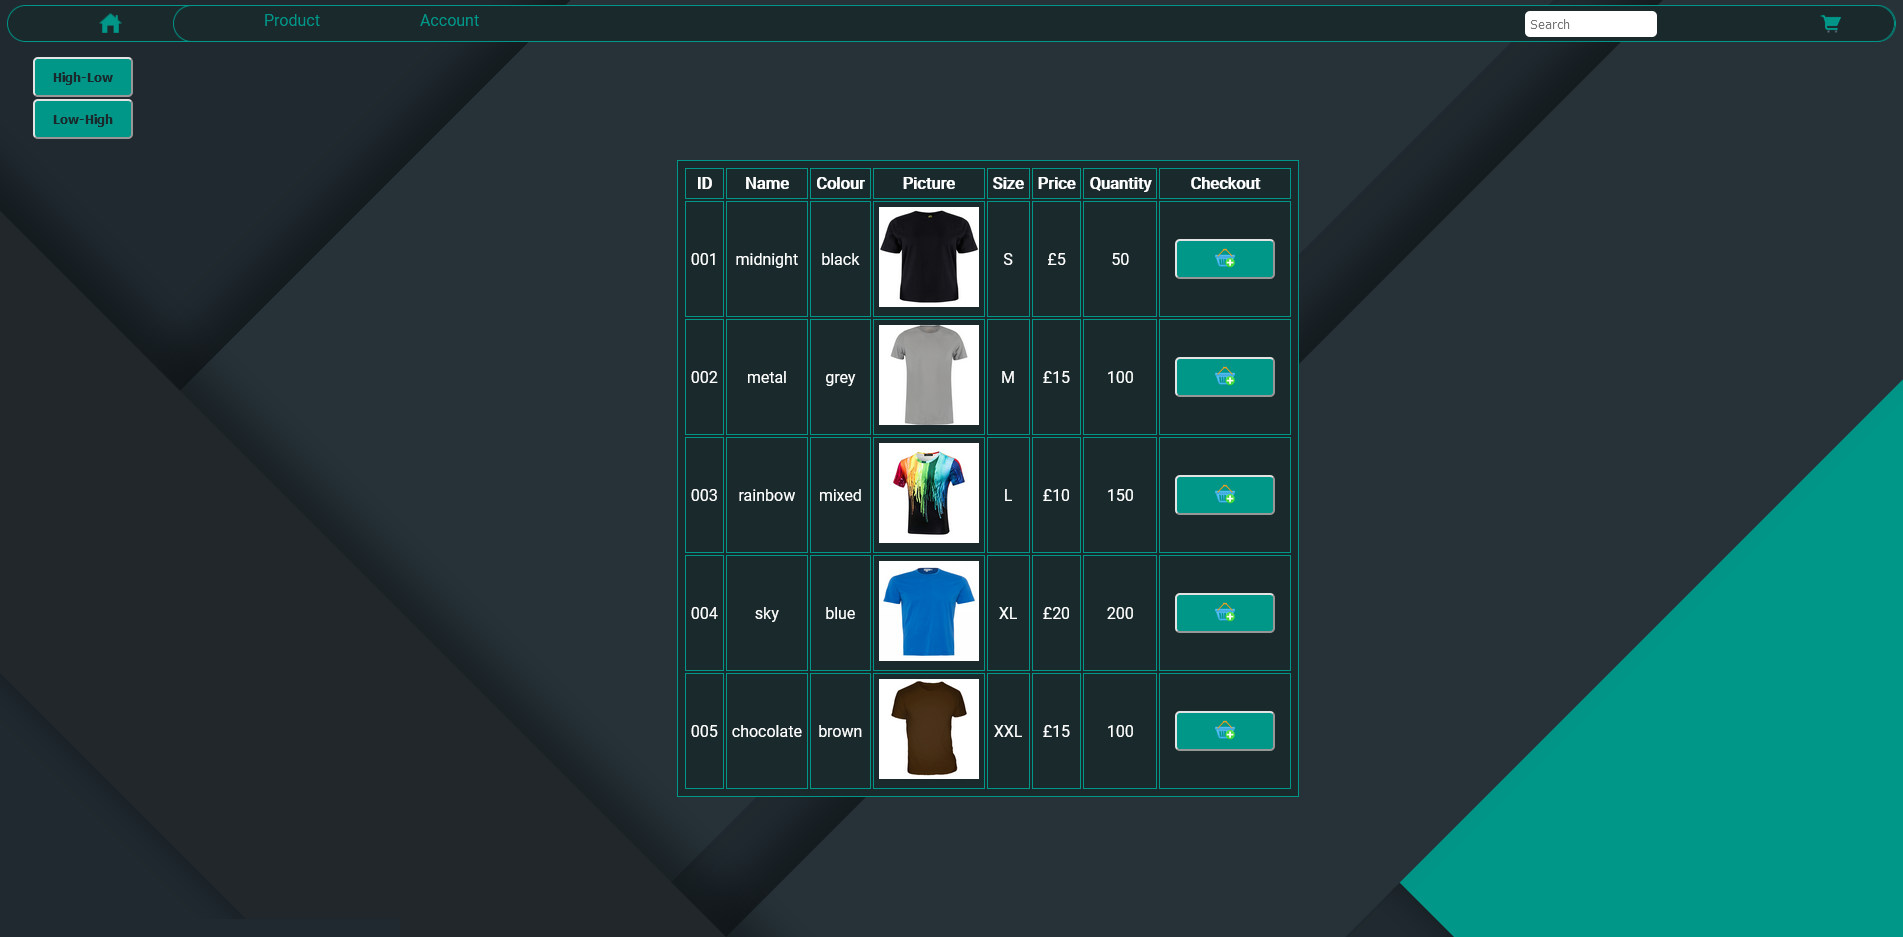 Product Account Search
High-Low
Low-High
ID Name Colour Picture Size Price Quantity Checkout
001 midnight black S £5 50
002 metal grey M £15 100
003 rainbow mixed L £10 150
004 sky blue XL £20 200
005 chocolate brown XXL £15 100